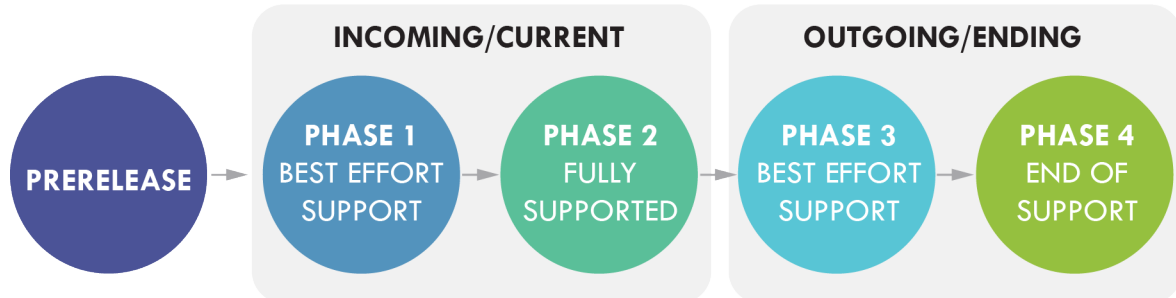 INCOMING/CURRENT
OUTGOING/ENDING
PRERELEASE
PHASE 1
BEST EFFORT
SUPPORT
PHASE 2
FULLY
SUPPORTED
PHASE 3
BEST EFFORT
SUPPORT
PHASE 4
END OF
SUPPORT